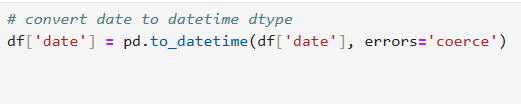 # convert date to datetime dtype
df['date'] = pd.to_datetime(df['date'], errors='coerce')